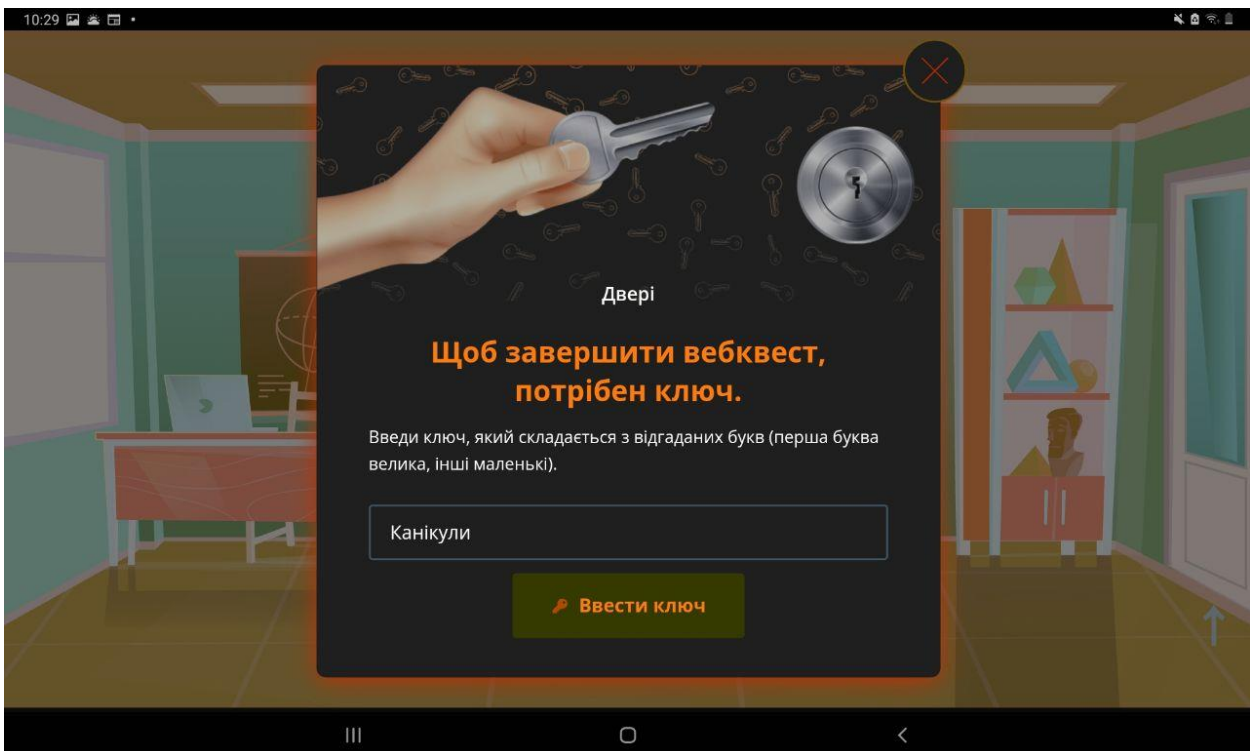 10:29
Двері
Щоб завершити вебквест,
потрібен ключ.
Введи ключ, який складається з відгаданих букв (перша буква
велика, інші маленькі).
Канікули
Ввести ключ